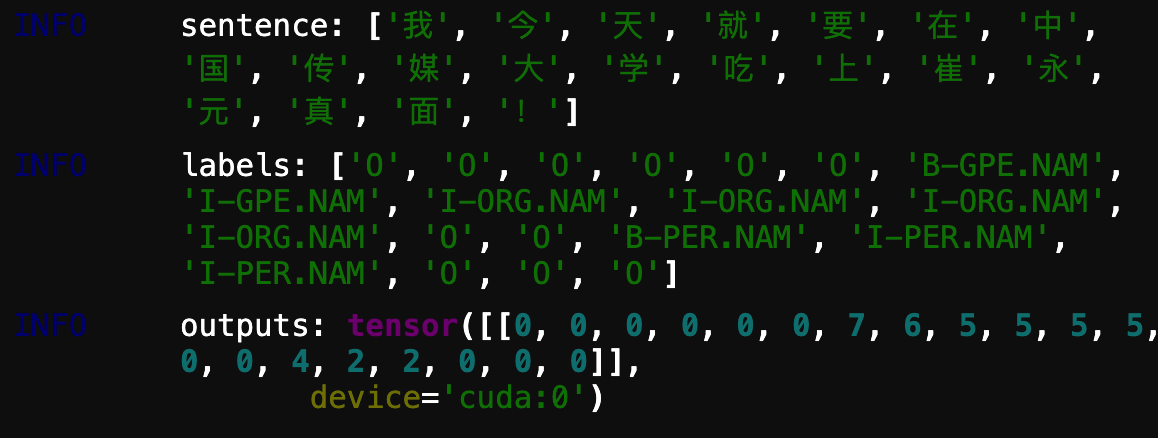 INFO sentence: ['我', '今', '天', '就', '要', '在', '中',
'国', '传', '媒', '大', '学', '吃', '上', '崔', '永',
'元', '真', '面', '！']
INFO labels: ['O', 'O', 'O', 'O', 'O', 'O', 'B-GPE.NAM',
'I-GPE.NAM', 'I-ORG.NAM', 'I-ORG.NAM', 'I-ORG.NAM',
'I-ORG.NAM', 'O', 'O', 'B-PER.NAM', 'I-PER.NAM',
'I-PER.NAM', 'O', 'O', 'O']
INFO outputs: tensor([[0, 0, 0, 0, 0, 0, 7, 6, 5, 5, 5, 5,
0, 0, 4, 2, 2, 0, 0, 0]],
device='cuda:0')